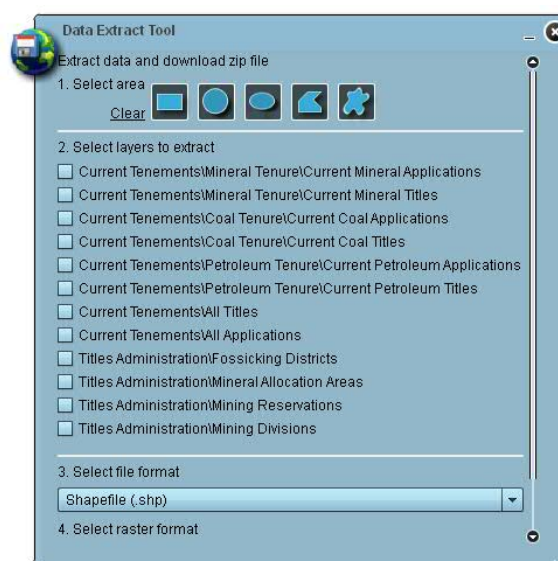 Data Extract Tool
Extract data and download zip file
1. Select area
Clear
2. Select layers to extract
Current Tenements\Mineral Tenure\Current Mineral Applications
Current Tenements\Mineral Tenure\Current Mineral Titles
Current Tenements\Coal Tenure\Current Coal Applications
Current Tenements\Coal Tenure\Current Coal Titles
Current Tenements\Petroleum Tenure\Current Petroleum Applications
Current Tenements\Petroleum Tenure\Current Petroleum Titles
Current Tenements\All Titles
Current Tenements\All Applications
Titles Administration\Fossicking Districts
Titles Administration\Mineral Allocation Areas
Titles Administration\Mining Reservations
Titles Administration\Mining Divisions
3. Select file format
Shapefile (.shp)
4. Select raster format